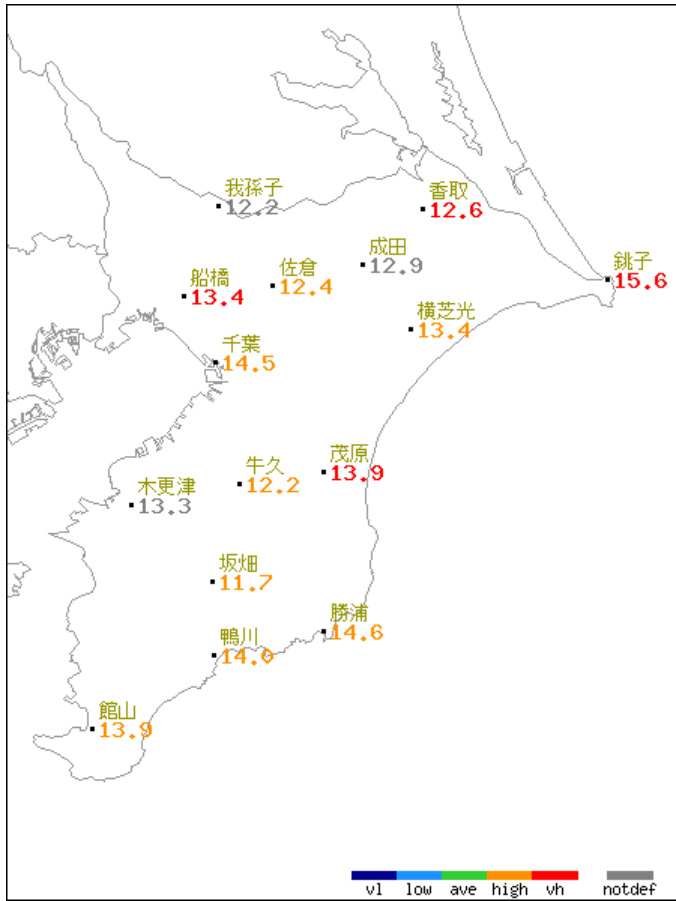 我孫子
12.2
香取
12.6
成田
12.9
銚子
15.6
船橋
13.4
佐倉
12.4
横芝光
13.4
千葉
14.5
茂原
13.9
牛久
12.2
木更津
13.3
坂畑
11.7
勝浦
14.6
鴨川
14.0
館山
13.9
vl low ave high vh notdef